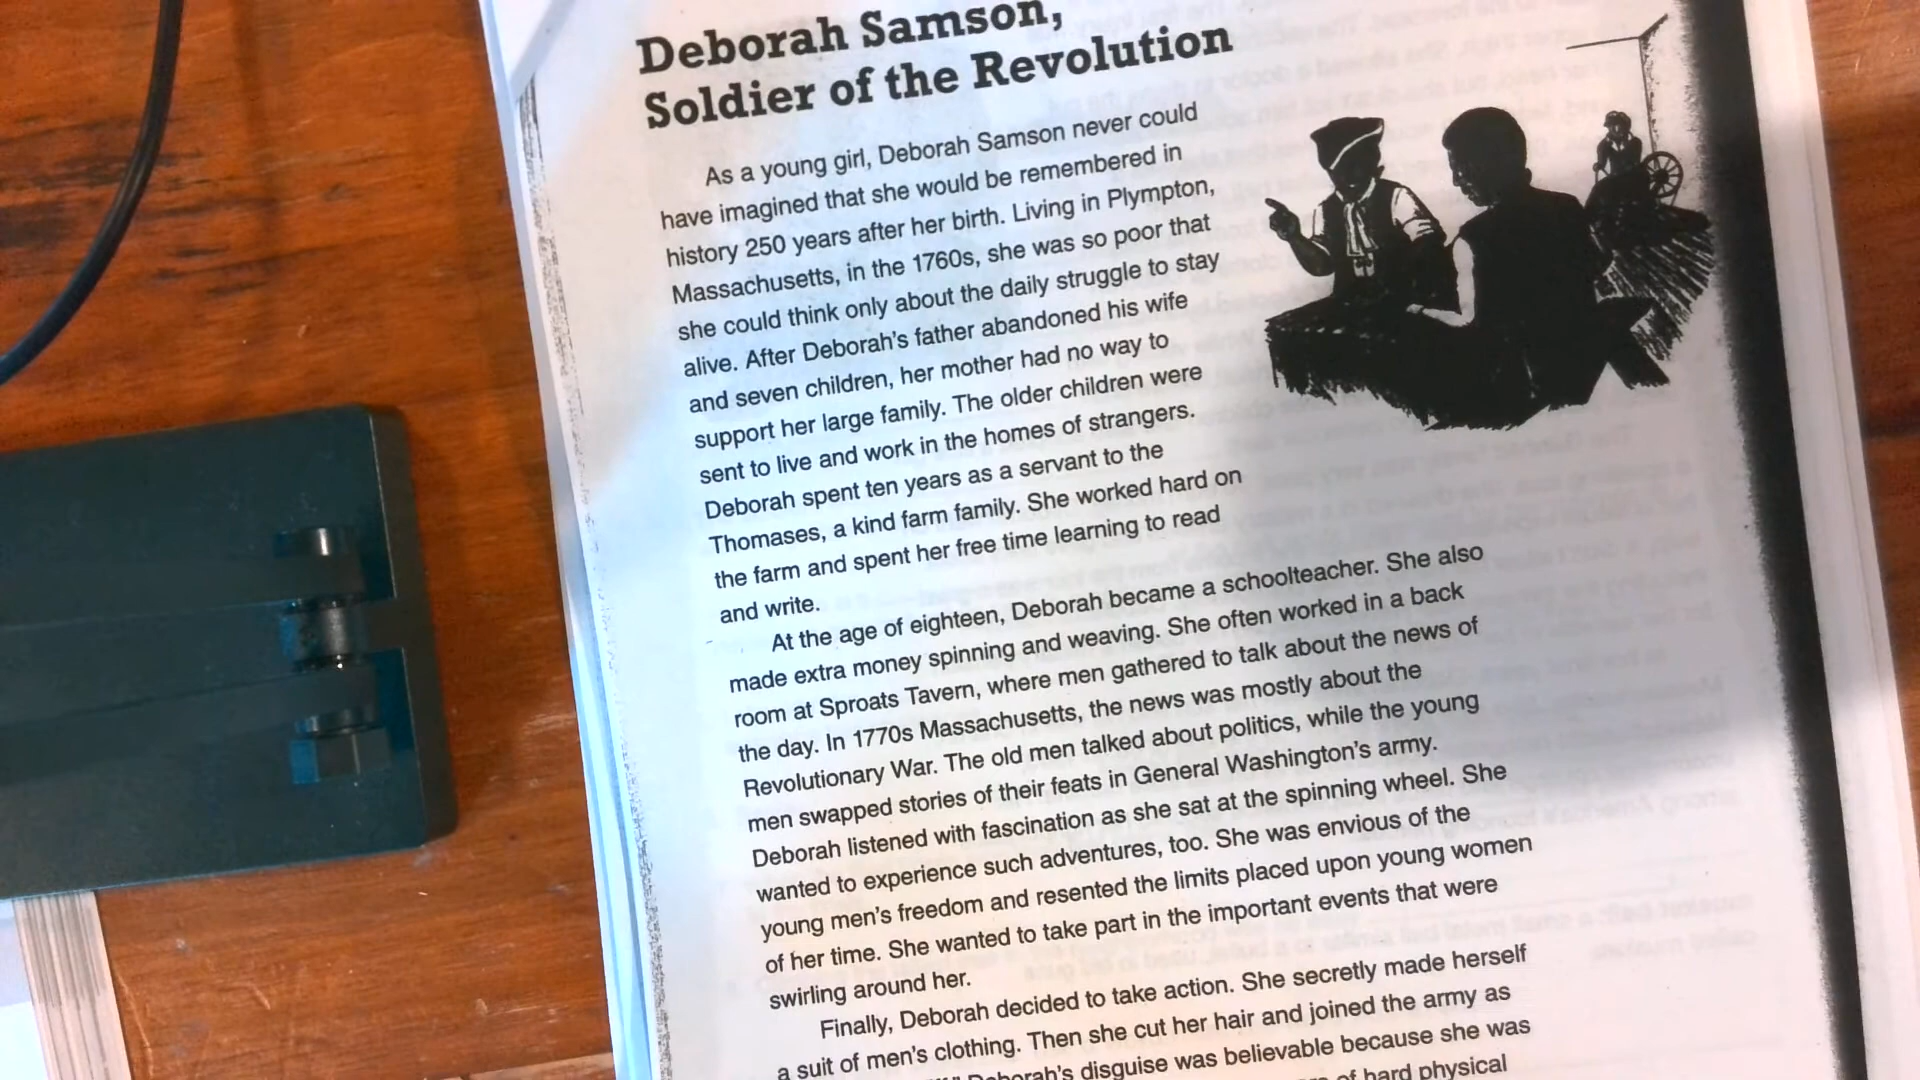 Deborah Samson,
Soldier of the Revolution
As a young girl, Deborah Samson never could
have imagined that she would be remembered in
history 250 years after her birth. Living in Plympton,
Massachusetts, in the 1760s, she was so poor that
she could think only about the daily struggle to stay
alive. After Deborah's father abandoned his wife
and seven children, her mother had no way to
support her large family. The older children were
sent to live and work in the homes of strangers.
Deborah spent ten years as a servant to the
Thomases, a kind farm family. She worked hard on
the farm and spent her free time learning to read
and write.
At the age of eighteen, Deborah became a schoolteacher. She also
made extra money spinning and weaving. She often worked in a back
room at Sproats Tavern, where men gathered to talk about the news of
the day. In 1770s Massachusetts, the news was mostly about the
Revolutionary War. The old men talked about politics, while the young
men swapped stories of their feats in General Washington's army.
Deborah listened with fascination as she sat at the spinning wheel. She
wanted to experience such adventures, too. She was envious of the
young men's freedom and resented the limits placed upon young women
of her time. She wanted to take part in the important events that were
swirling around her.
Finally, Deborah decided to take action. She secretly made herself
a suit of men's clothing. Then she cut her hair and joined the army as
Deborah's disguise was believable because she was
of hard physical